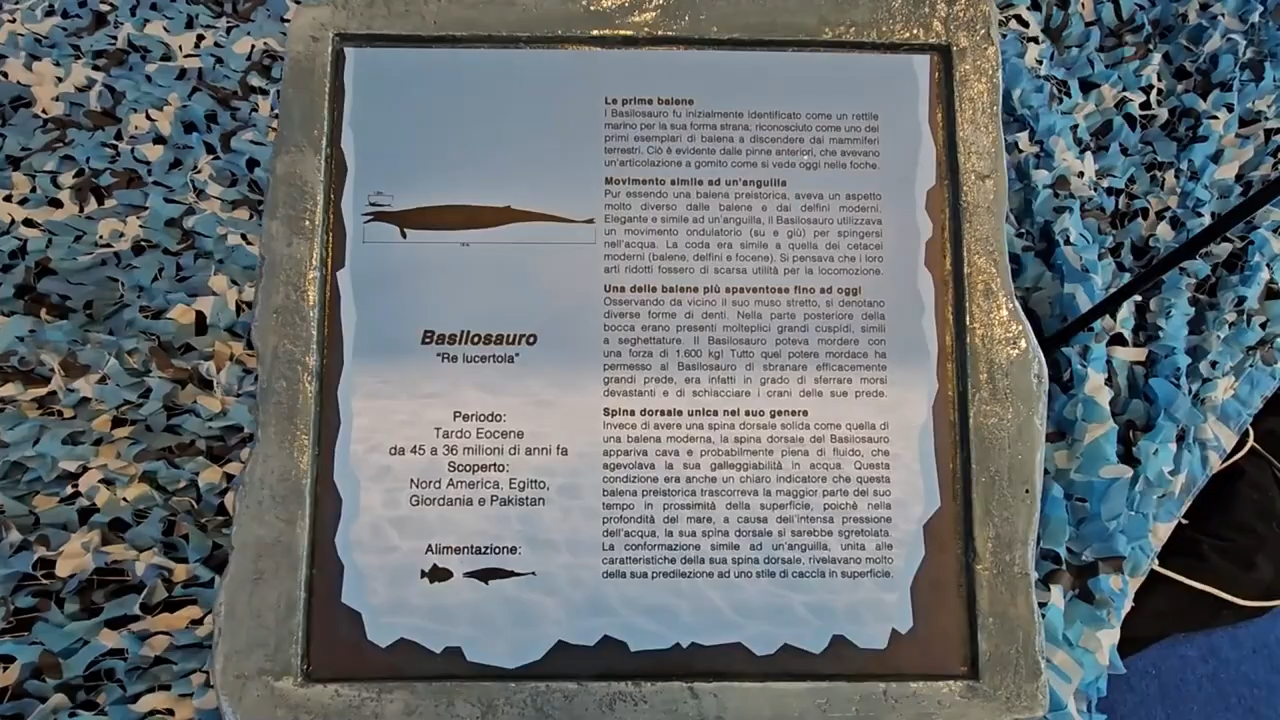 Basilosauro
"Re lucertola"
Periodo:
Tardo Eocene
da 45 a 36 milioni di anni fa
Scoperto:
Nord America, Egitto,
Giordania e Pakistan
Alimentazione:
Le prime balene
I Basilosauro fu inizialmente identificato come un rettile
marino per la sua forma strana; riconosciuto come uno dei
primi esemplari di balena a discendere dai mammiferi
terrestri. Ciò è evidente dalle pinne anteriori, che avevano
un'articolazione a gomito come si vede oggi nelle foche.
Movimento simile ad un'anguilla
Pur essendo una balena preistorica, aveva un aspetto
molto diverso dalle balene e dai delfini moderni.
Elegante e simile ad un'anguilla, il Basilosauro utilizzava
un movimento ondulatorio (su e giù) per spingersi
nell'acqua. La coda era simile a quella dei cetacei
moderni (balene, delfini e focene). Si pensava che i loro
arti ridotti fossero di scarsa utilità per la locomozione.
Una delle balene più spaventose fino ad oggi
Osservando da vicino il suo muso stretto, si denotano
diverse forme di denti. Nella parte posteriore della
bocca erano presenti molteplici grandi cuspidi, simili
a seghettature. Il Basilosauro poteva mordere con
una forza di 1.600 kg! Tutto quel potere mordace ha
permesso al Basilosauro di sbranare efficacemente
grandi prede, era infatti in grado di sferrare morsi
devastanti e di schiacciare i crani delle sue prede.
Spina dorsale unica nel suo genere
Invece di avere una spina dorsale solida come quella di
una balena moderna, la spina dorsale del Basilosauro
appariva cava e probabilmente piena di fluido, che
agevolava la sua galleggiabilità in acqua. Questa
condizione era anche un chiaro indicatore che questa
balena preistorica trascorreva la maggior parte del suo
tempo in prossimità della superficie, poichè nella
profondità del mare, a causa dell'intensa pressione
dell'acqua, la sua spina dorsale si sarebbe sgretolata.
La conformazione simile ad un'anguilla, unita alle
caratteristiche della sua spina dorsale, rivelavano molto
della sua predilezione ad uno stile di caccia in superficie.